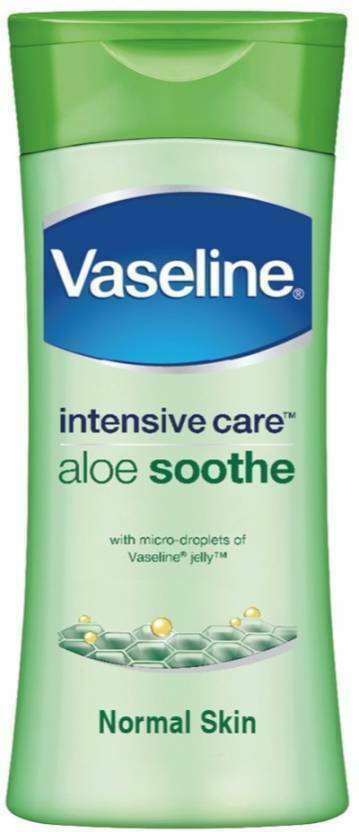 Vaseline®
intensive care™
aloe soothe
with micro-droplets of
Vaseline® jelly™
Normal Skin